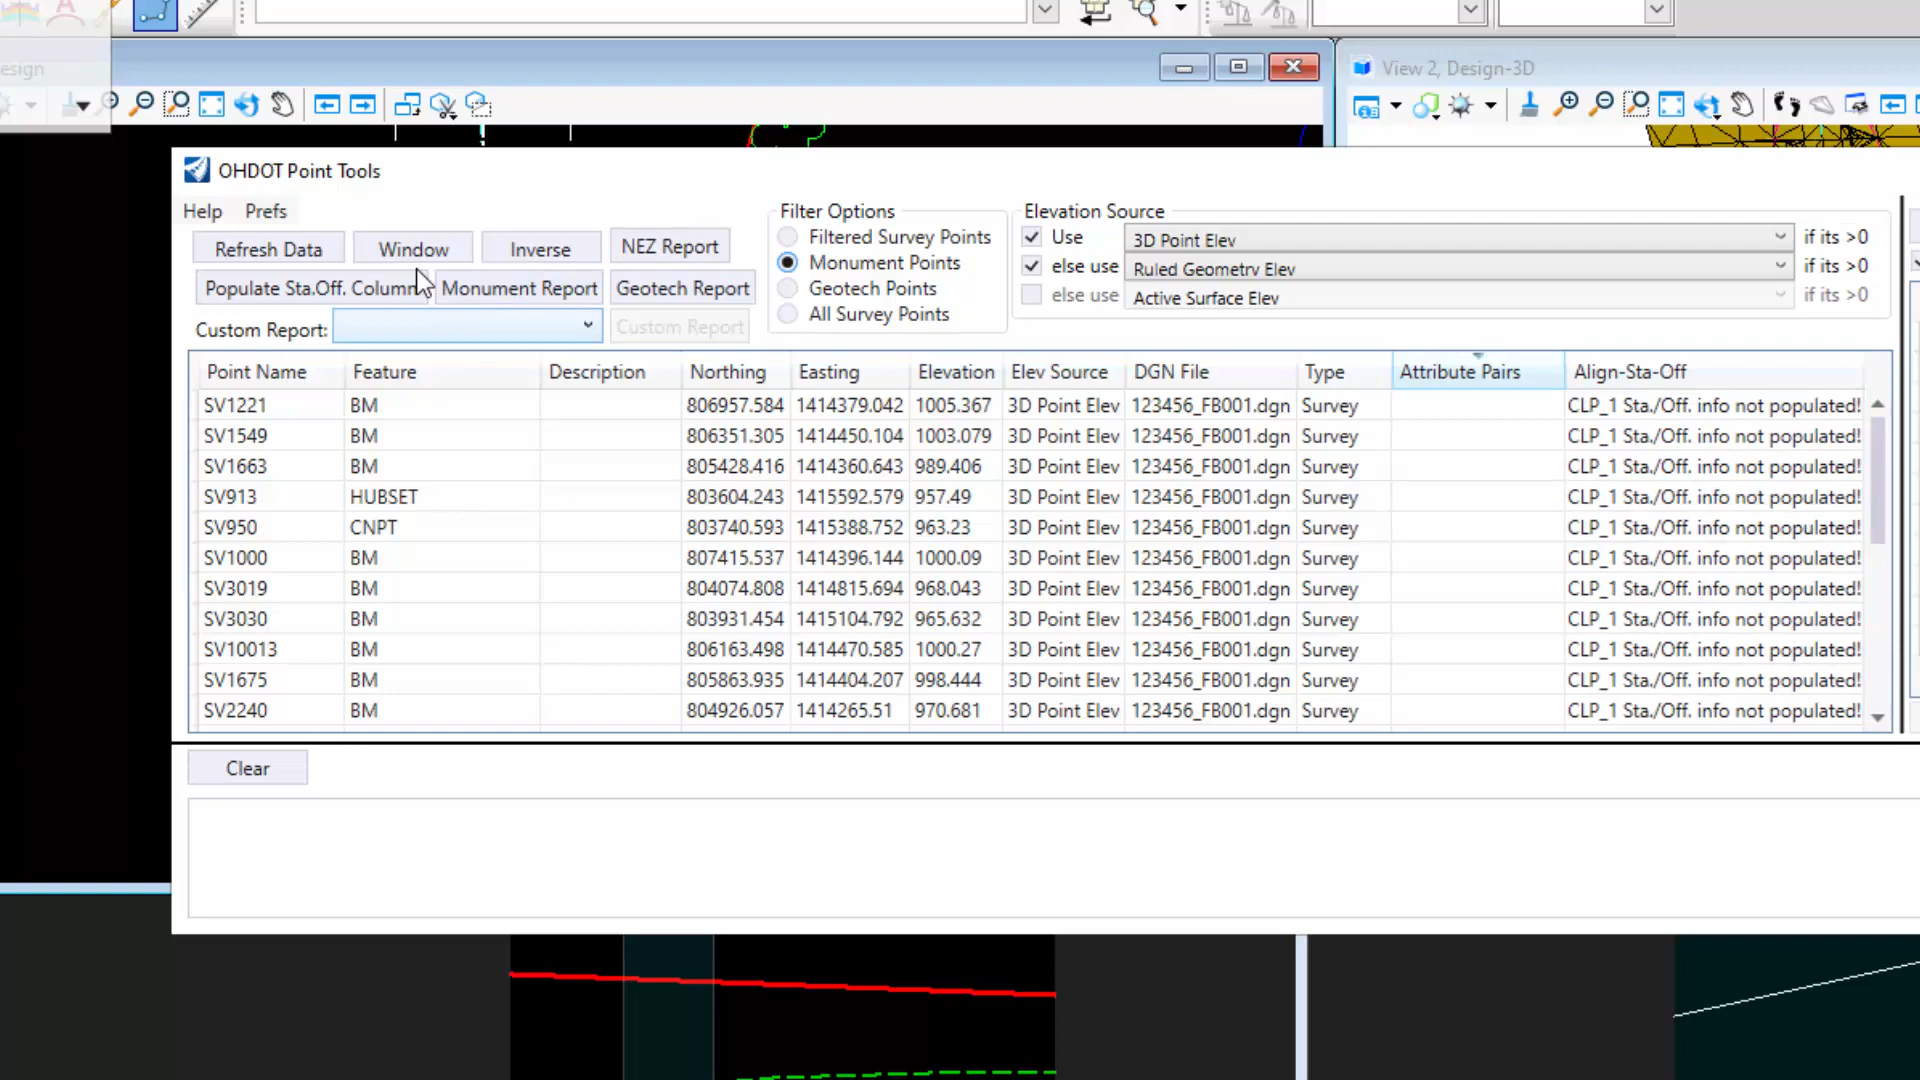 esign
View 2, Design-3D
OHDOT Point Tools
Help Prefs
Refresh Data Window Inverse NEZ Report
Populate Sta.Off. Column Monument Report Geotech Report
Custom Report: Custom Report
Filter Options
Filtered Survey Points
Monument Points
Geotech Points
All Survey Points
Elevation Source
Use 3D Point Elev if its >0
else use Ruled Geometry Elev if its >0
else use Active Surface Elev if its >0
Point Name Feature Description Northing Easting Elevation Elev Source DGN File Type Attribute Pairs Align-Sta-Off
SV1221 BM 806957.584 1414379.042 1005.367 3D Point Elev 123456_FB001.dgn Survey CLP_1 Sta./Off. info not populated!
SV1549 BM 806351.305 1414450.104 1003.079 3D Point Elev 123456_FB001.dgn Survey CLP_1 Sta./Off. info not populated!
SV1663 BM 805428.416 1414360.643 989.406 3D Point Elev 123456_FB001.dgn Survey CLP_1 Sta./Off. info not populated!
SV913 HUBSET 803604.243 1415592.579 957.49 3D Point Elev 123456_FB001.dgn Survey CLP_1 Sta./Off. info not populated!
SV950 CNPT 803740.593 1415388.752 963.23 3D Point Elev 123456_FB001.dgn Survey CLP_1 Sta./Off. info not populated!
SV1000 BM 807415.537 1414396.144 1000.09 3D Point Elev 123456_FB001.dgn Survey CLP_1 Sta./Off. info not populated!
SV3019 BM 804074.808 1414815.694 968.043 3D Point Elev 123456_FB001.dgn Survey CLP_1 Sta./Off. info not populated!
SV3030 BM 803931.454 1415104.792 965.632 3D Point Elev 123456_FB001.dgn Survey CLP_1 Sta./Off. info not populated!
SV10013 BM 806163.498 1414470.585 1000.27 3D Point Elev 123456_FB001.dgn Survey CLP_1 Sta./Off. info not populated!
SV1675 BM 805863.935 1414404.207 998.444 3D Point Elev 123456_FB001.dgn Survey CLP_1 Sta./Off. info not populated!
SV2240 BM 804926.057 1414265.51 970.681 3D Point Elev 123456_FB001.dgn Survey CLP_1 Sta./Off. info not populated!
Clear